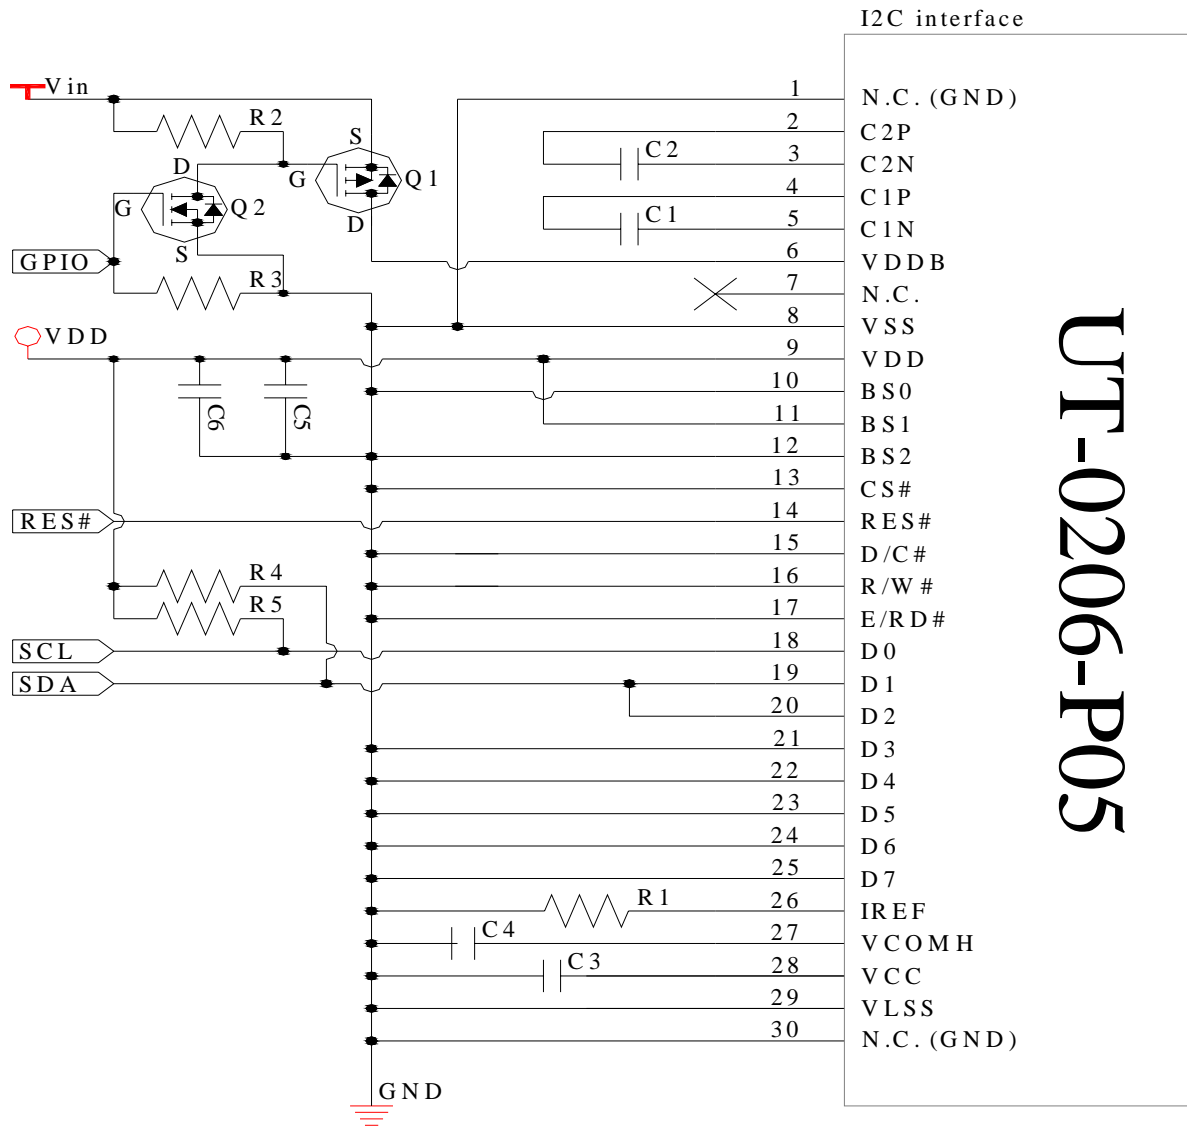 I2C interface
Vin
R2
S
G
Q1
D
D
G
Q2
S
GPIO
R3
VDD
C6
C5
RES#
R4
R5
SCL
SDA
C2
C1
R1
C4
C3
GND
1 N.C. (GND)
2 C2P
3 C2N
4 C1P
5 C1N
6 VDDB
7 N.C.
8 VSS
9 VDD
10 BS0
11 BS1
12 BS2
13 CS#
14 RES#
15 D/C#
16 R/W#
17 E/RD#
18 D0
19 D1
20 D2
21 D3
22 D4
23 D5
24 D6
25 D7
26 IREF
27 VCOMH
28 VCC
29 VLSS
30 N.C. (GND)
UT-0206-P05